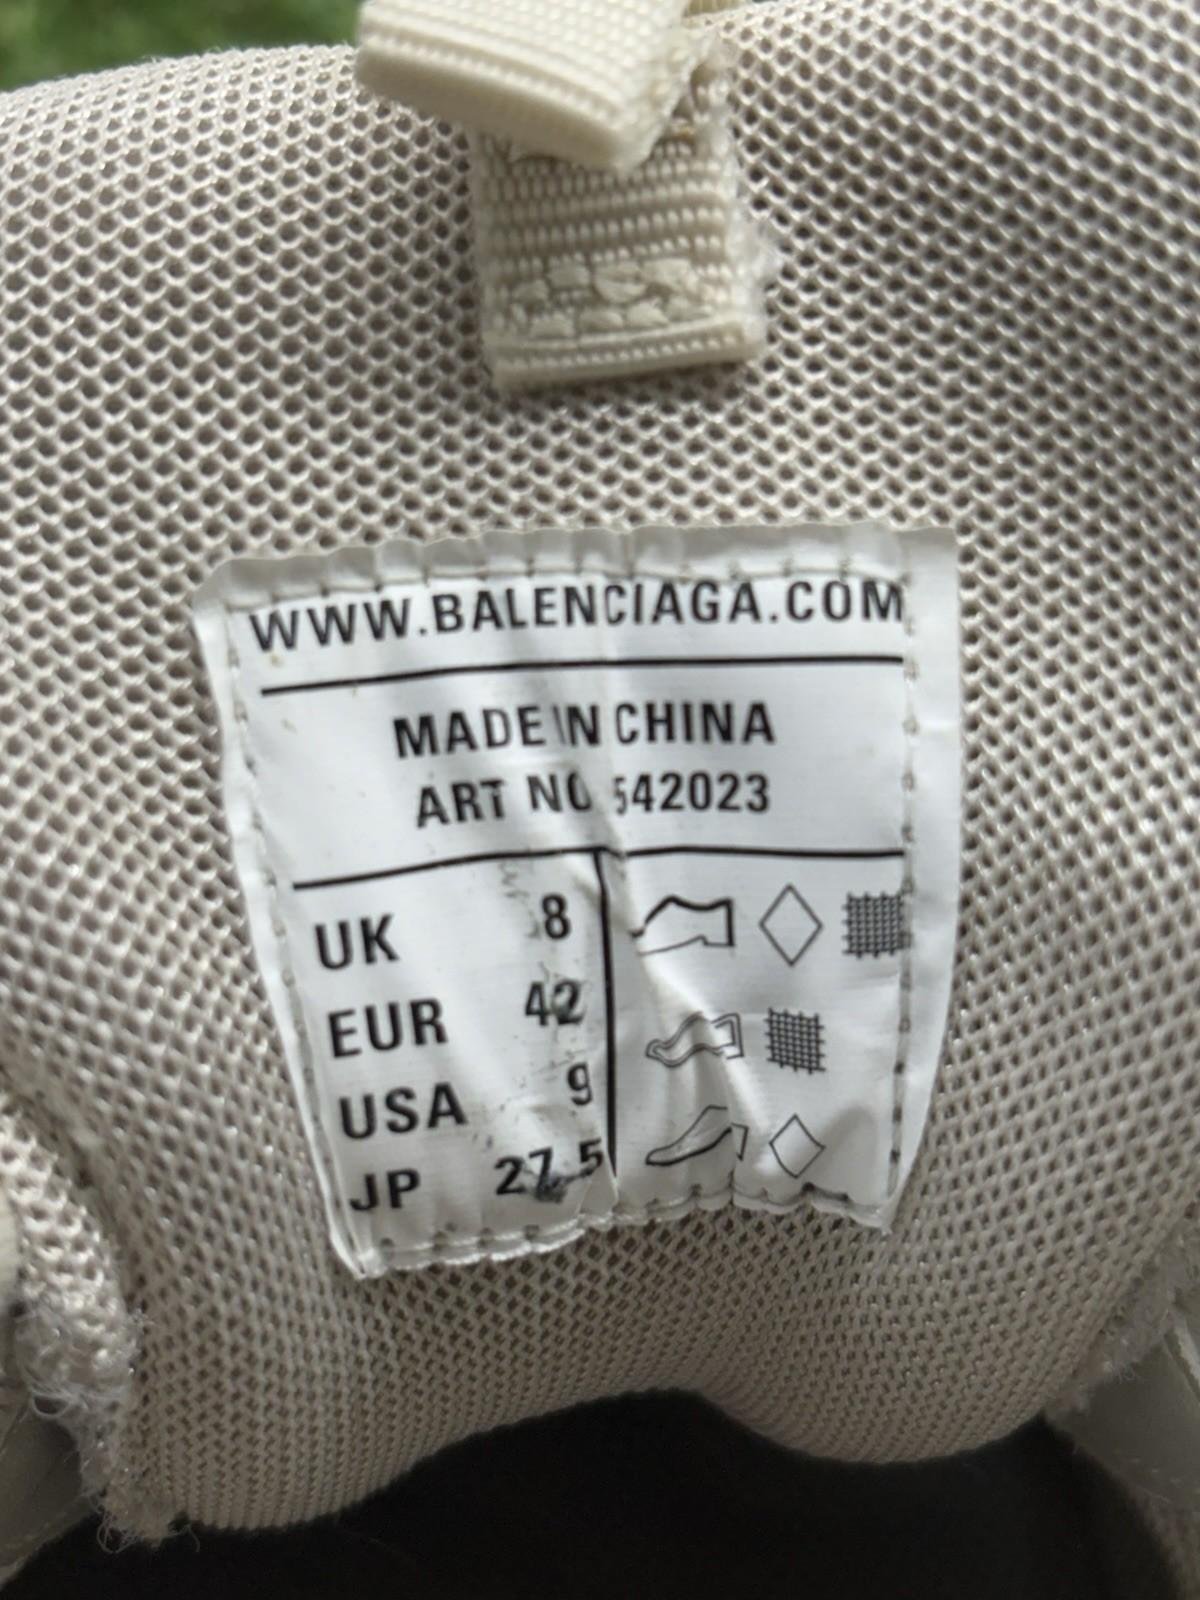 WWW.BALENCIAGA.COM
MADE IN CHINA
ART NO 542023
UK 8
EUR 42
USA 9
JP 27.5